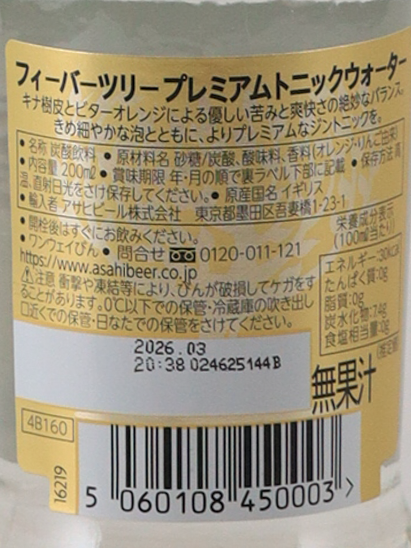 フィーバーツリー プレミアムトニックウォーター
キナ樹皮とビターオレンジによる優しい苦みと爽快さの絶妙なバランス。
きめ細やかな泡とともに、よりプレミアムなジントニックを。
●名称 炭酸飲料 ●原材料名 砂糖/炭酸、酸味料、香料(オレンジ・りんご由来)
●内容量 200ml ●賞味期限 年・月の順で裏ラベル下部に記載 ●保存方法 高
温、直射日光をさけ保存してください。●原産国名 イギリス
●輸入者 アサヒビール株式会社 東京都墨田区吾妻橋1-23-1
●開栓後はすぐにお飲みください。
●ワンウェイびん ●問合せ 0120-011-121
https://www.asahibeer.co.jp
⚠注意 衝撃や凍結等により、びんが破損してケガをす
ることがあります。0℃以下での保管・冷蔵庫の吹き出し
口近くでの保管・日なたでの保管をさけてください。
栄養成分表示
(100ml当たり)
エネルギー:30kcal
たんぱく質:0g
脂質:0g
炭水化物:7.4g
食塩相当量:0g
2026.03
20:38 024625144B
無果汁
4B160
16219
5 060108 450003 >